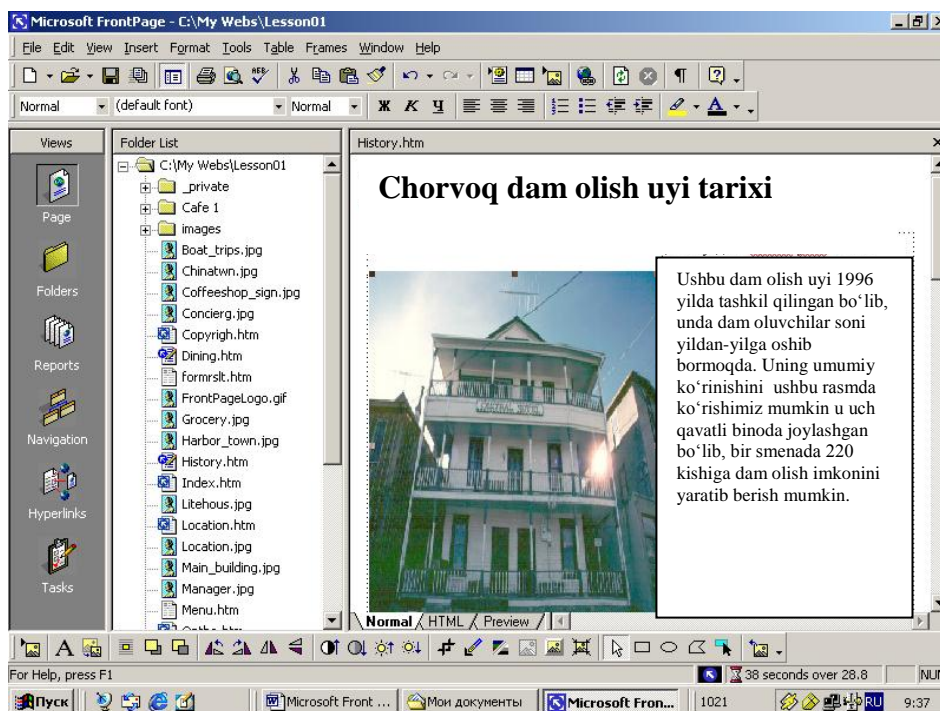 Microsoft FrontPage - C:\My Webs\Lesson01
File Edit View Insert Format Tools Table Frames Window Help
Normal (default font) Normal Ж К Ч A
Views
Page
Folders
Reports
Navigation
Hyperlinks
Tasks
Folder List
C:\My Webs\Lesson01
_private
Cafe 1
images
Boat_trips.jpg
Chinatwn.jpg
Coffeeshop_sign.jpg
Concierg.jpg
Copyrigh.htm
Dining.htm
formrslt.htm
FrontPageLogo.gif
Grocery.jpg
Harbor_town.jpg
History.htm
Index.htm
Litehous.jpg
Location.htm
Location.jpg
Main_building.jpg
Manager.jpg
Menu.htm
History.htm
Chorvoq dam olish uyi tarixi
Ushbu dam olish uyi 1996
yilda tashkil qilingan bo‘lib,
unda dam oluvchilar soni
yildan-yilga oshib
bormoqda. Uning umumiy
ko‘rinishini ushbu rasmda
ko‘rishimiz mumkin u uch
qavatli binoda joylashgan
bo‘lib, bir smenada 220
kishiga dam olish imkonini
yaratib berish mumkin.
Normal HTML Preview
A
For Help, press F1
38 seconds over 28.8
NUM
Пуск
Microsoft Front ...
Мои документы
Microsoft Fron...
1021
RU
9:37